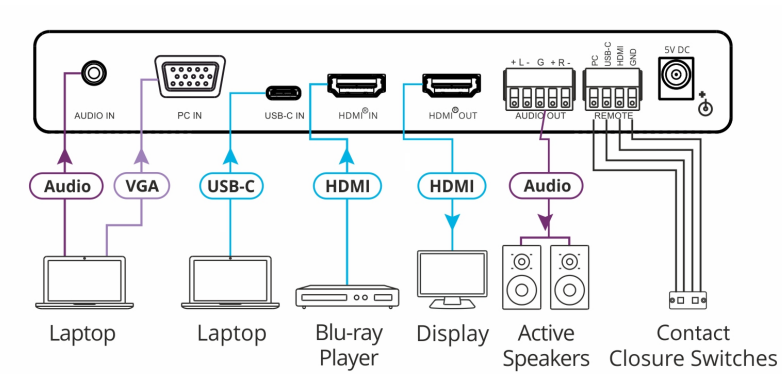 + L - G + R -
PC
USB-C
HDMI
GND
5V DC
AUDIO IN
PC IN
USB-C IN
HDMI® IN
HDMI® OUT
AUDIO OUT
REMOTE
Audio
VGA
USB-C
HDMI
HDMI
Audio
Laptop
Laptop
Blu-ray
Player
Display
Active
Speakers
Contact
Closure Switches